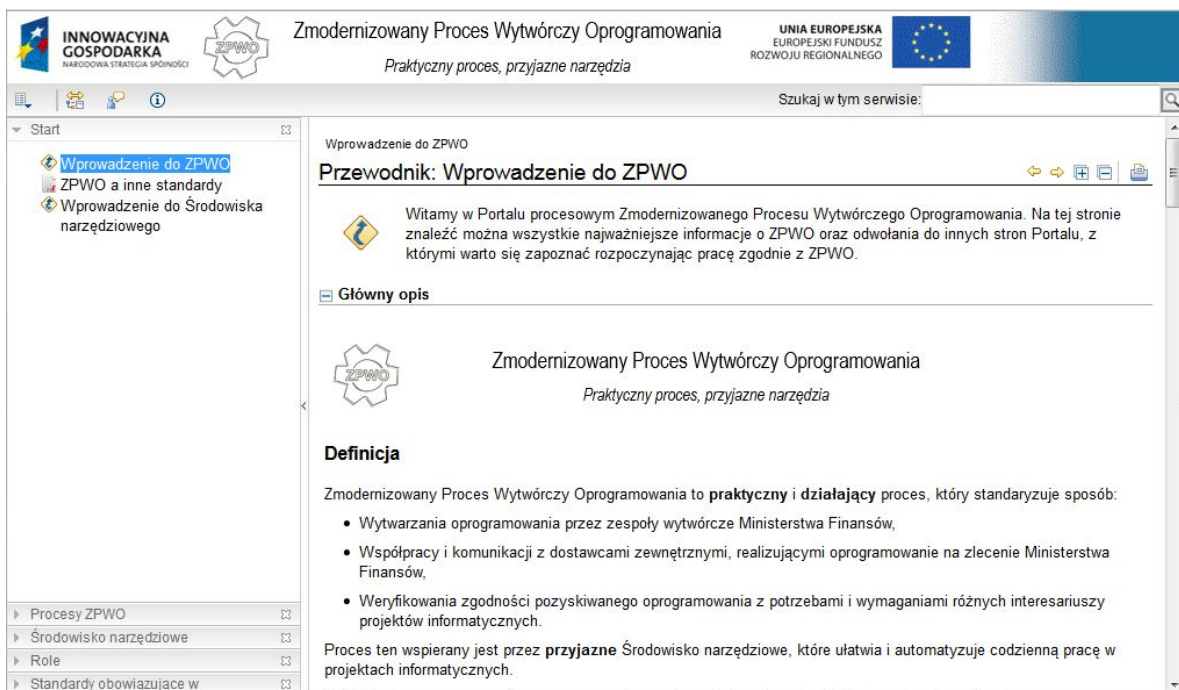 INNOWACYJNA
GOSPODARKA
NARODOWA STRATEGIA SPÓJNOŚCI
ZPWO
Zmodernizowany Proces Wytwórczy Oprogramowania
Praktyczny proces, przyjazne narzędzia
UNIA EUROPEJSKA
EUROPEJSKI FUNDUSZ
ROZWOJU REGIONALNEGO
Szukaj w tym serwisie:
Start
Wprowadzenie do ZPWO
ZPWO a inne standardy
Wprowadzenie do Środowiska
narzędziowego
Procesy ZPWO
Środowisko narzędziowe
Role
Standardy obowiązujące w
Wprowadzenie do ZPWO
Przewodnik: Wprowadzenie do ZPWO
Witamy w Portalu procesowym Zmodernizowanego Procesu Wytwórczego Oprogramowania. Na tej stronie
znaleźć można wszystkie najważniejsze informacje o ZPWO oraz odwołania do innych stron Portalu, z
którymi warto się zapoznać rozpoczynając pracę zgodnie z ZPWO.
Główny opis
ZPWO
Zmodernizowany Proces Wytwórczy Oprogramowania
Praktyczny proces, przyjazne narzędzia
Definicja
Zmodernizowany Proces Wytwórczy Oprogramowania to praktyczny i działający proces, który standaryzuje sposób:
• Wytwarzania oprogramowania przez zespoły wytwórcze Ministerstwa Finansów,
• Współpracy i komunikacji z dostawcami zewnętrznymi, realizującymi oprogramowanie na zlecenie Ministerstwa
Finansów,
• Weryfikowania zgodności pozyskiwanego oprogramowania z potrzebami i wymaganiami różnych interesariuszy
projektów informatycznych.
Proces ten wspierany jest przez przyjazne Środowisko narzędziowe, które ułatwia i automatyzuje codzienną pracę w
projektach informatycznych.